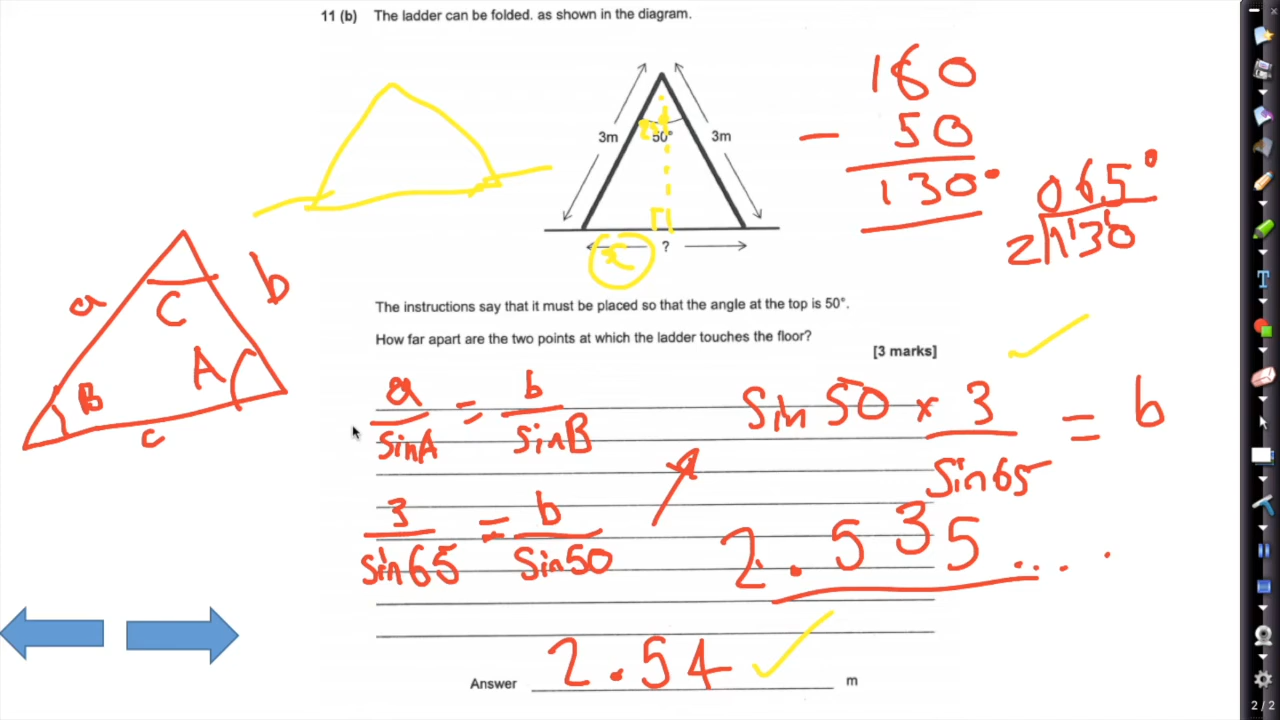 11 (b) The ladder can be folded. as shown in the diagram.
3m
50°
3m
?
x
180
- 50
130°
065°
2 130
a
b
C
B
A
c
The instructions say that it must be placed so that the angle at the top is 50°.
How far apart are the two points at which the ladder touches the floor?
[3 marks]
a/sinA = b/sinB
sin 50 × 3/sin65 = b
3/sin65 = b/sin50
2.535....
2.54
Answer m
T
2 / 2